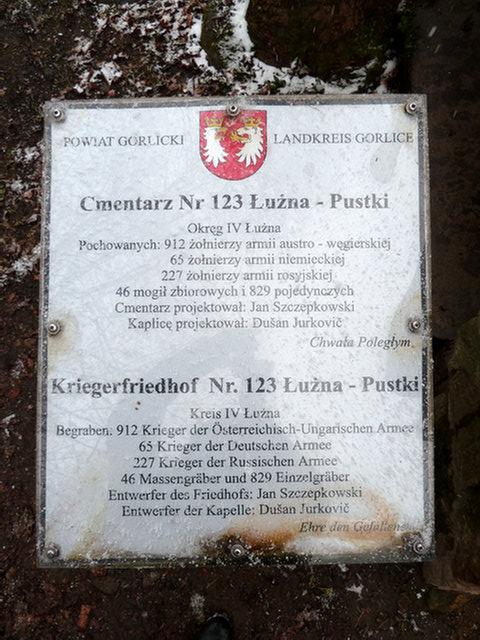 POWIAT GORLICKI LANDKREIS GORLICE
Cmentarz Nr 123 Łużna - Pustki
Okręg IV Łużna
Pochowanych: 912 żołnierzy armii austro - węgierskiej
65 żołnierzy armii niemieckiej
227 żołnierzy armii rosyjskiej
46 mogił zbiorowych i 829 pojedynczych
Cmentarz projektował: Jan Szczepkowski
Kaplicę projektował: Dušan Jurkovič
Chwała Poległym
Kriegerfriedhof Nr. 123 Łużna - Pustki
Kreis IV Łużna
Begraben: 912 Krieger der Österreichisch-Ungarischen Armee
65 Krieger der Deutschen Armee
227 Krieger der Russischen Armee
46 Massengräber und 829 Einzelgräber
Entwerfer des Friedhofs: Jan Szczepkowski
Entwerfer der Kapelle: Dušan Jurkovič
Ehre den Gefallenen